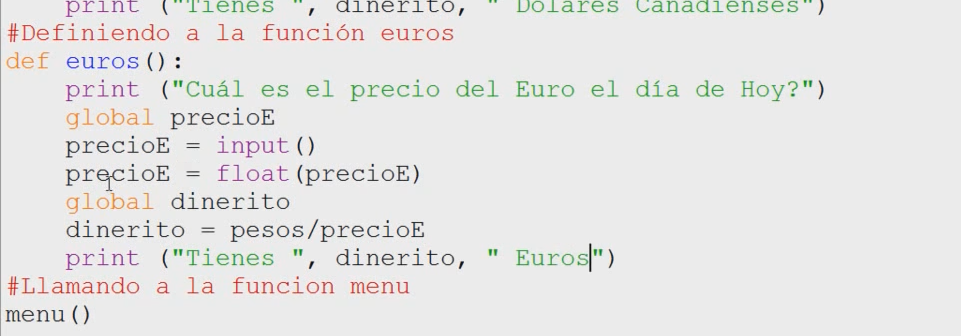 print ("Tienes ", dinerito, " Dolares Canadienses")
#Definiendo a la función euros
def euros():
    print ("Cuál es el precio del Euro el día de Hoy?")
    global precioE
    precioE = input()
    precioE = float(precioE)
    global dinerito
    dinerito = pesos/precioE
    print ("Tienes ", dinerito, " Euros")
#Llamando a la funcion menu
menu()